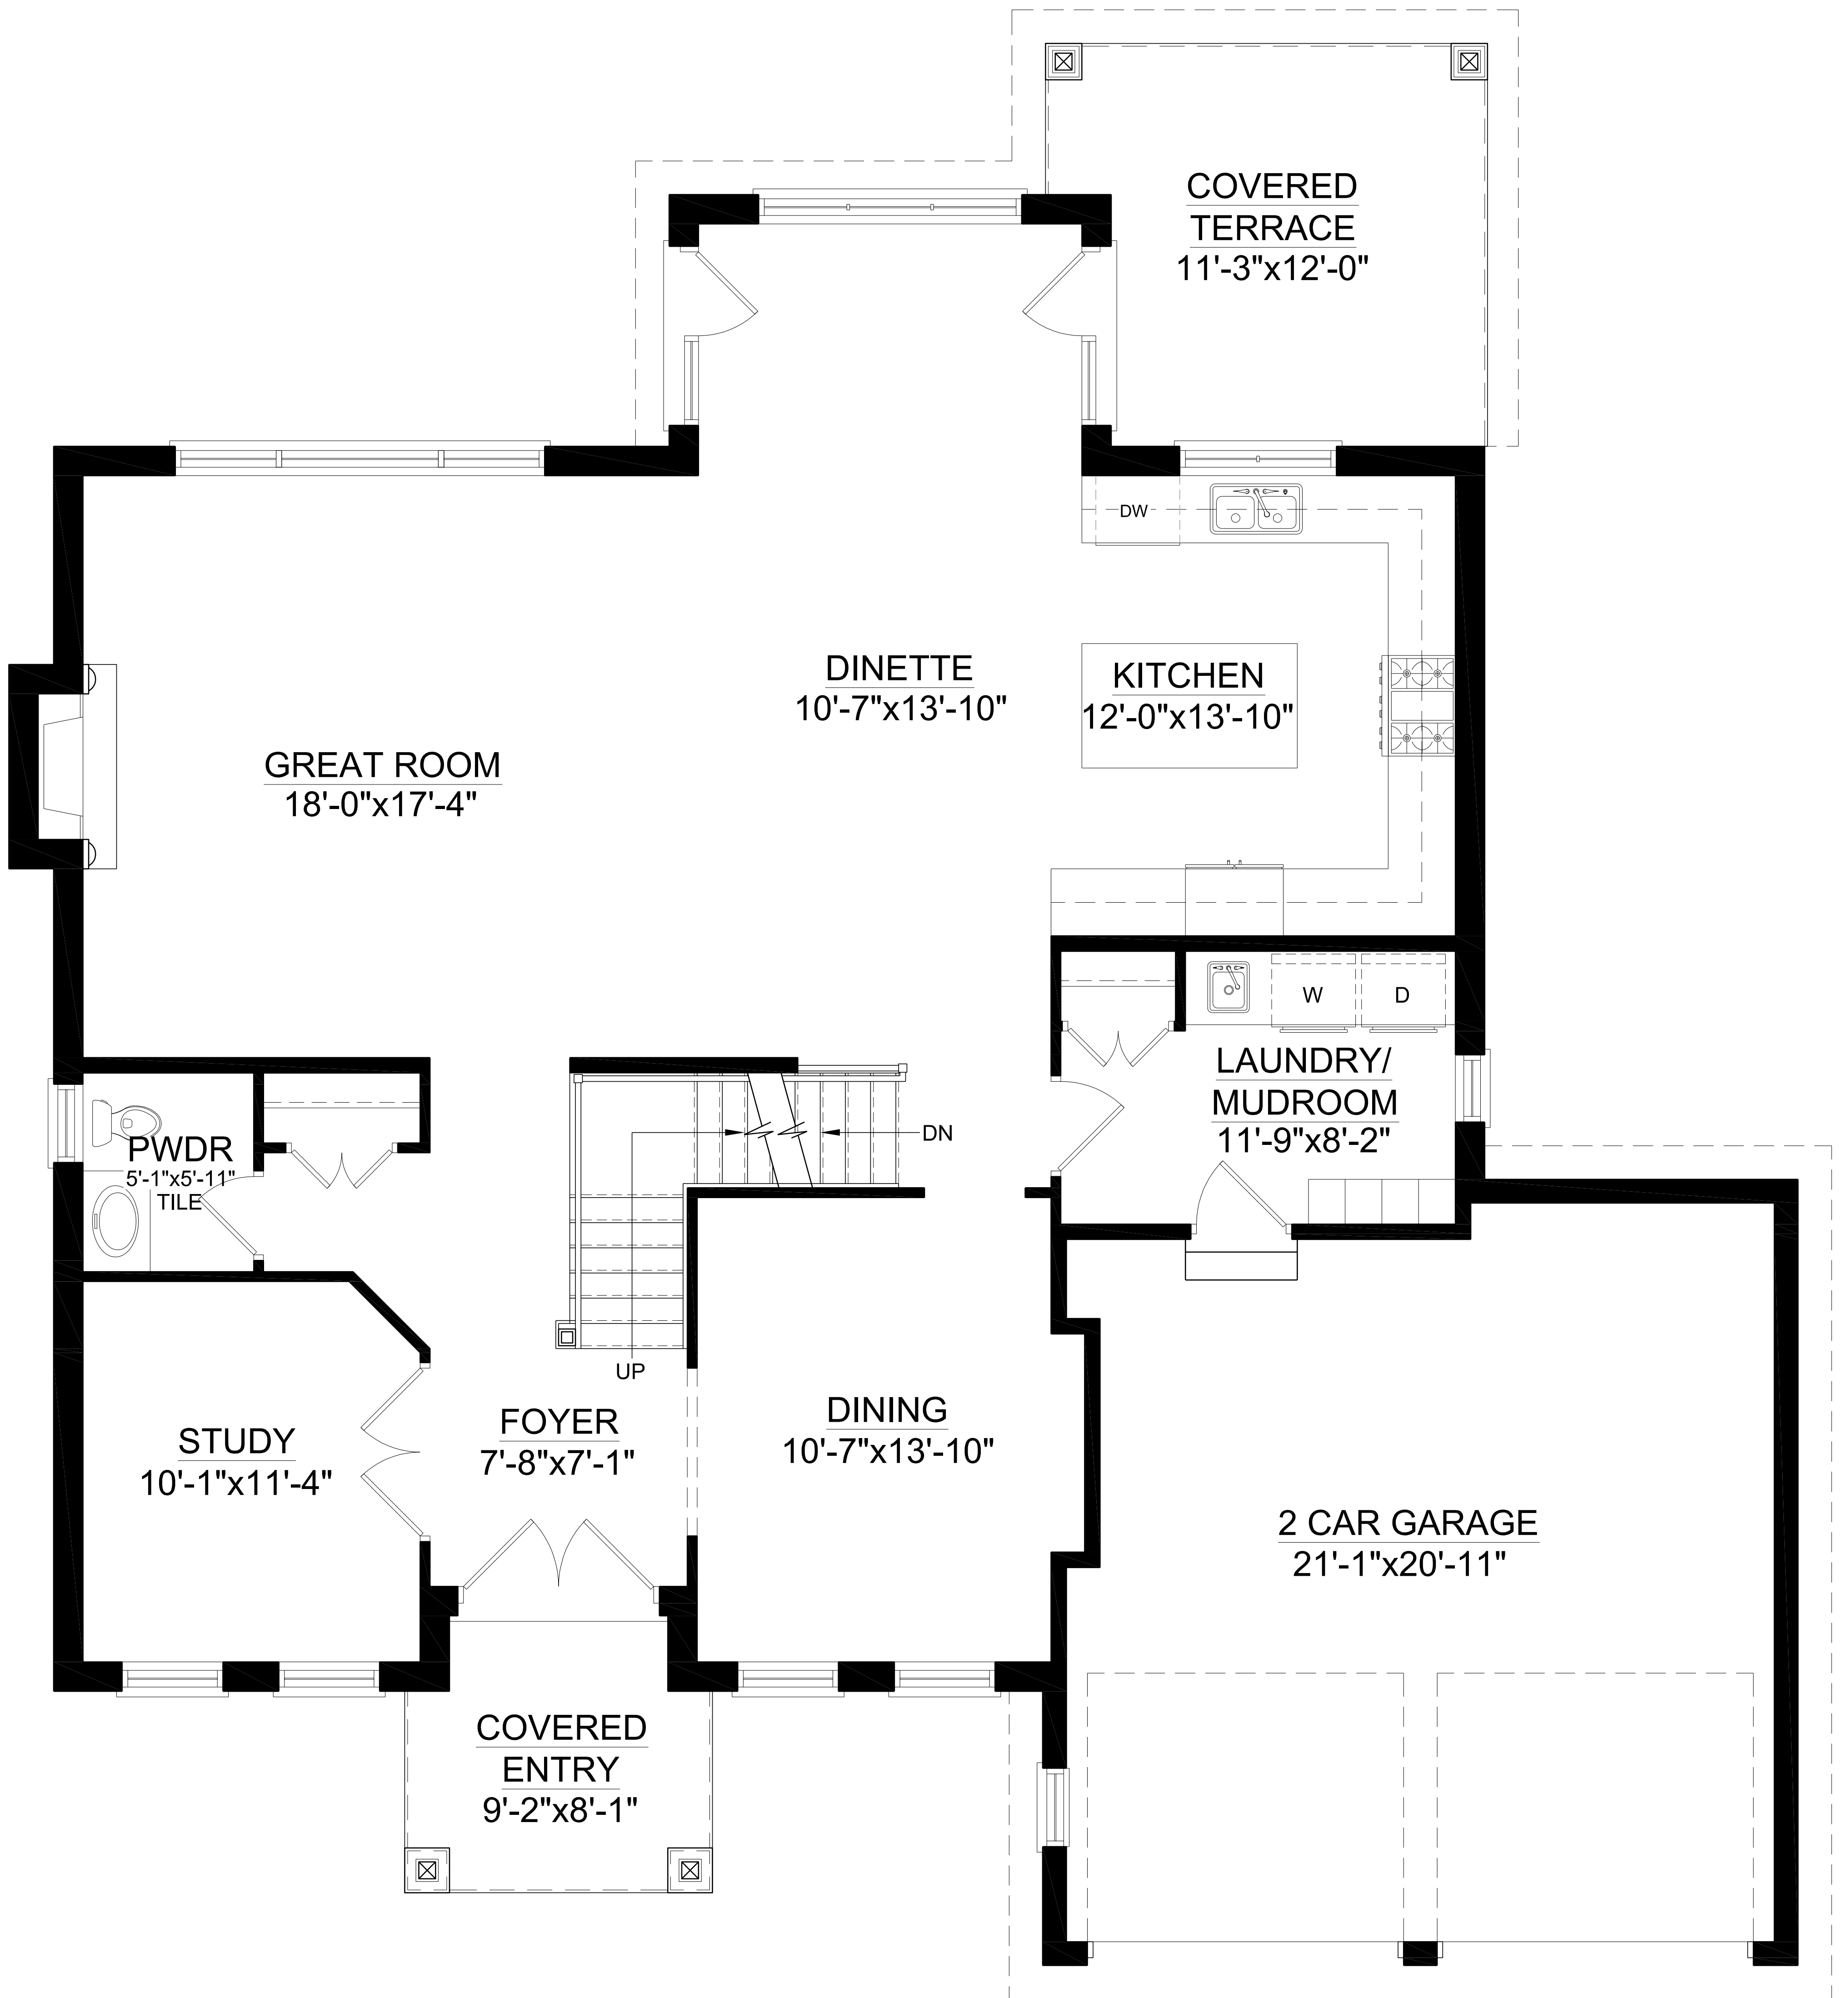 COVERED
TERRACE
11'-3"x12'-0"
DW
DINETTE
10'-7"x13'-10"
KITCHEN
12'-0"x13'-10"
GREAT ROOM
18'-0"x17'-4"
W
D
LAUNDRY/
MUDROOM
11'-9"x8'-2"
DN
PWDR
5'-1"x5'-11"
TILE
UP
FOYER
7'-8"x7'-1"
DINING
10'-7"x13'-10"
STUDY
10'-1"x11'-4"
2 CAR GARAGE
21'-1"x20'-11"
COVERED
ENTRY
9'-2"x8'-1"